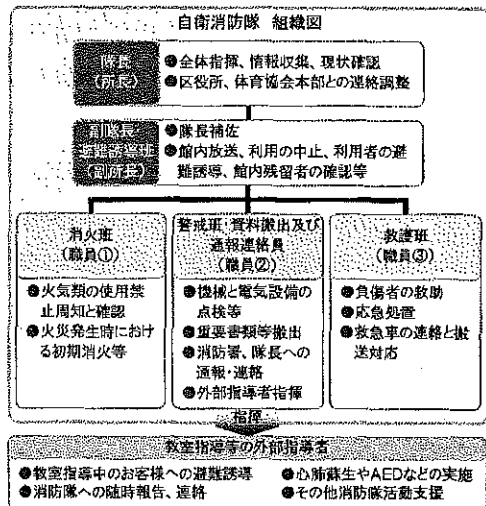 自衛消防隊 組織図
隊長
(所長)
●全体指揮、情報収集、現状確認
●区役所、体育協会本部との連絡調整
副隊長
避難誘導班
(副所長)
●隊長補佐
●館内放送、利用の中止、利用者の避
難誘導、館内残留者の確認等
消火班
(職員①)
●火気類の使用禁
止周知と確認
●火災発生時におけ
る初期消火等
警戒班・資料搬出及び
通報連絡員
(職員②)
●機械と電気設備の
点検等
●重要書類等搬出
●消防署、隊長への
通報・連絡
●外部指導者指揮
救護班
(職員③)
●負傷者の救助
●応急処置
●救急車の連絡と搬
送対応
指揮
教室指導等の外部指導者
●教室指導中のお客様への避難誘導
●消防隊への随時報告、連絡
●心肺蘇生やAEDなどの実施
●その他消防隊活動支援